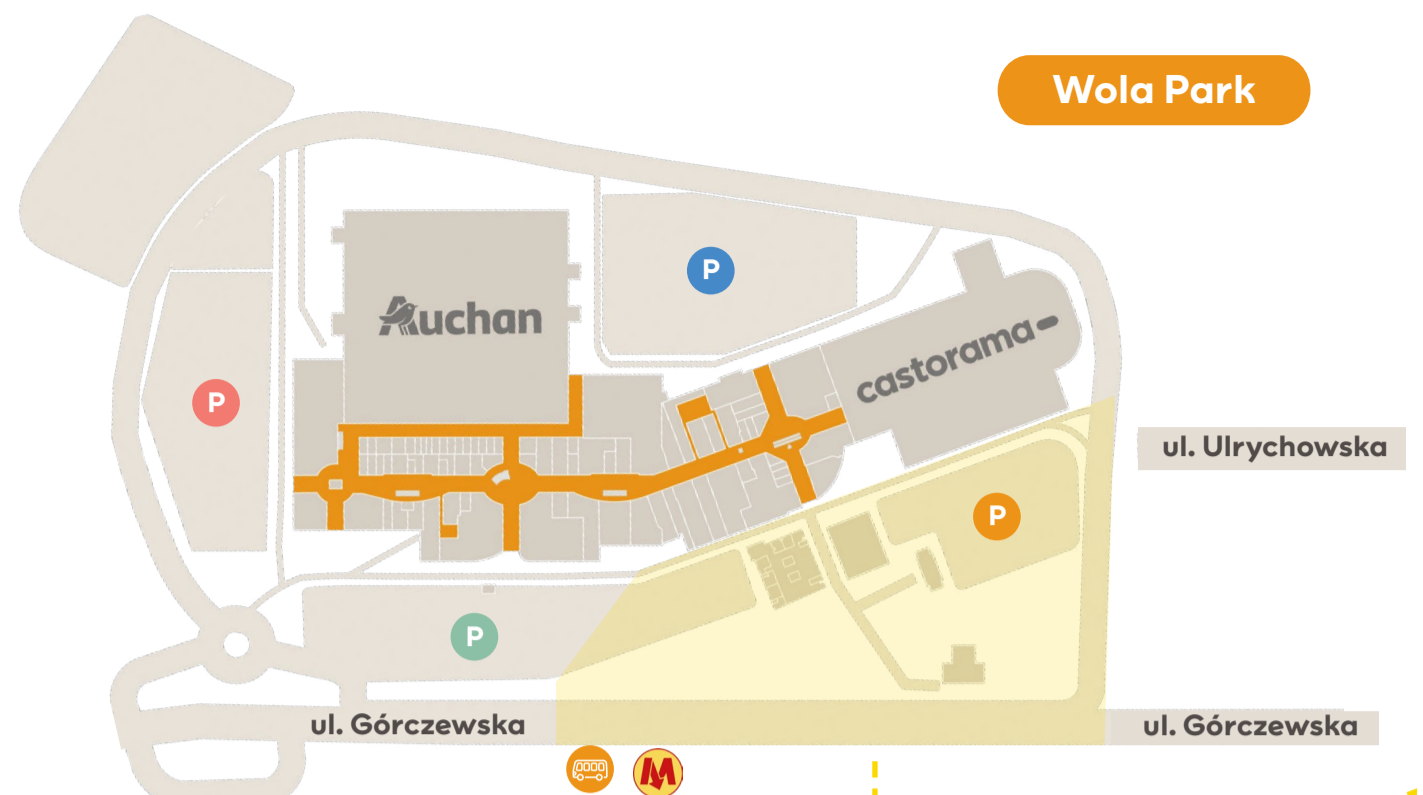 Wola Park
P
Auchan
castorama
P
ul. Ulrychowska
P
P
ul. Górczewska
ul. Górczewska
M